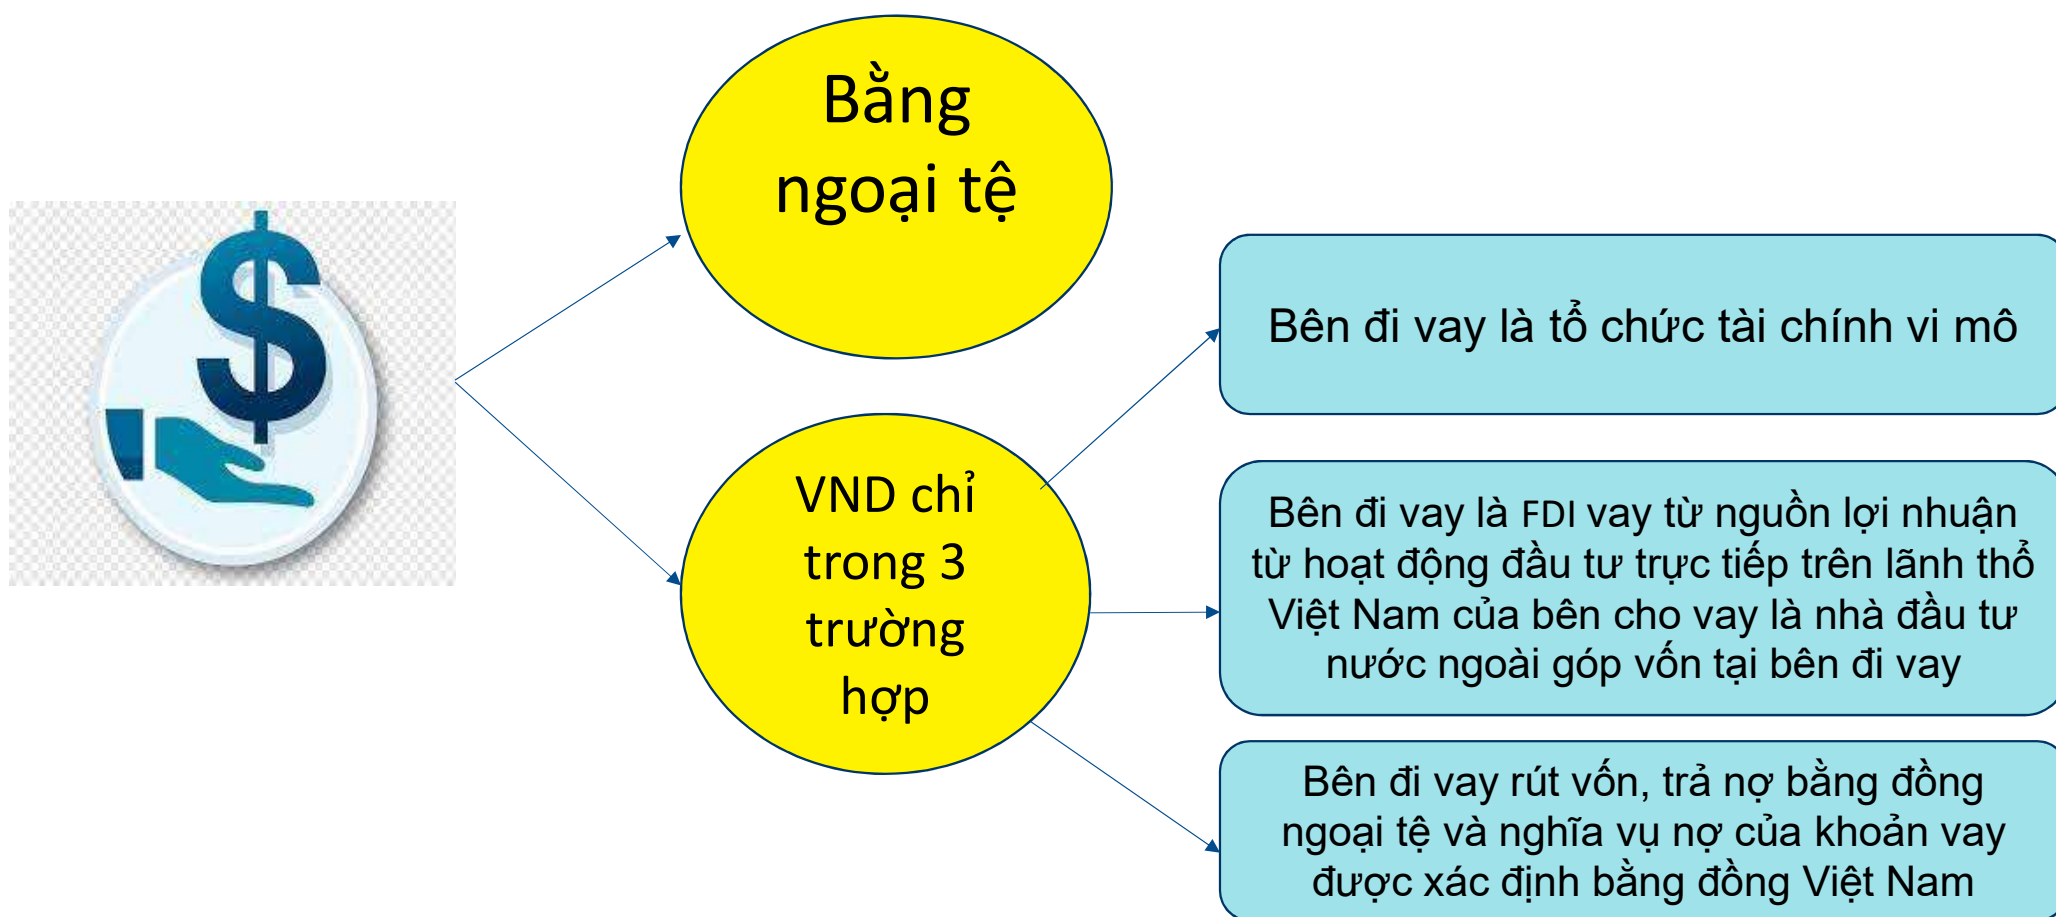 Bằng
ngoại tệ
VND chỉ
trong 3
trường
hợp
Bên đi vay là tổ chức tài chính vi mô
Bên đi vay là FDI vay từ nguồn lợi nhuận
từ hoạt động đầu tư trực tiếp trên lãnh thổ
Việt Nam của bên cho vay là nhà đầu tư
nước ngoài góp vốn tại bên đi vay
Bên đi vay rút vốn, trả nợ bằng đồng
ngoại tệ và nghĩa vụ nợ của khoản vay
được xác định bằng đồng Việt Nam